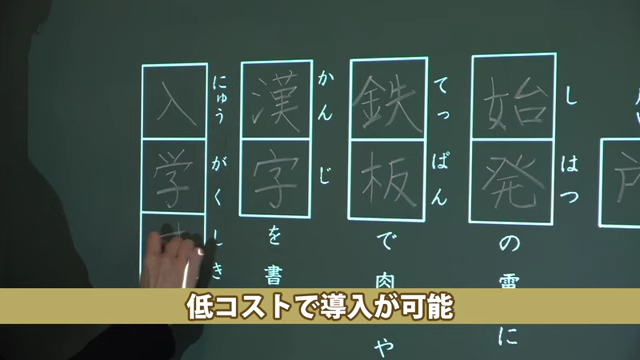 しはつ
始発の電 に
てっぱん
鉄板で肉 や
かんじ
漢字を書
にゅうがくしき
入学
低コストで導入が可能